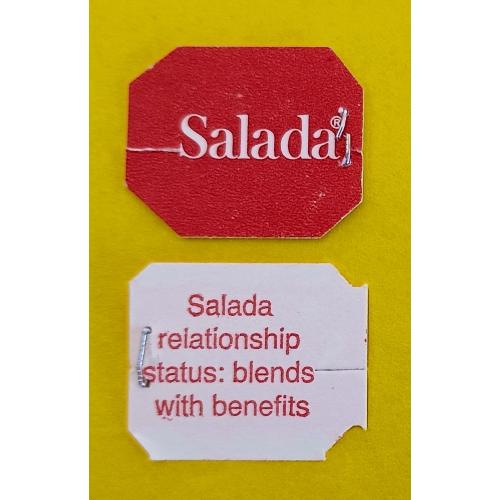 Salada®
Salada
relationship
status: blends
with benefits